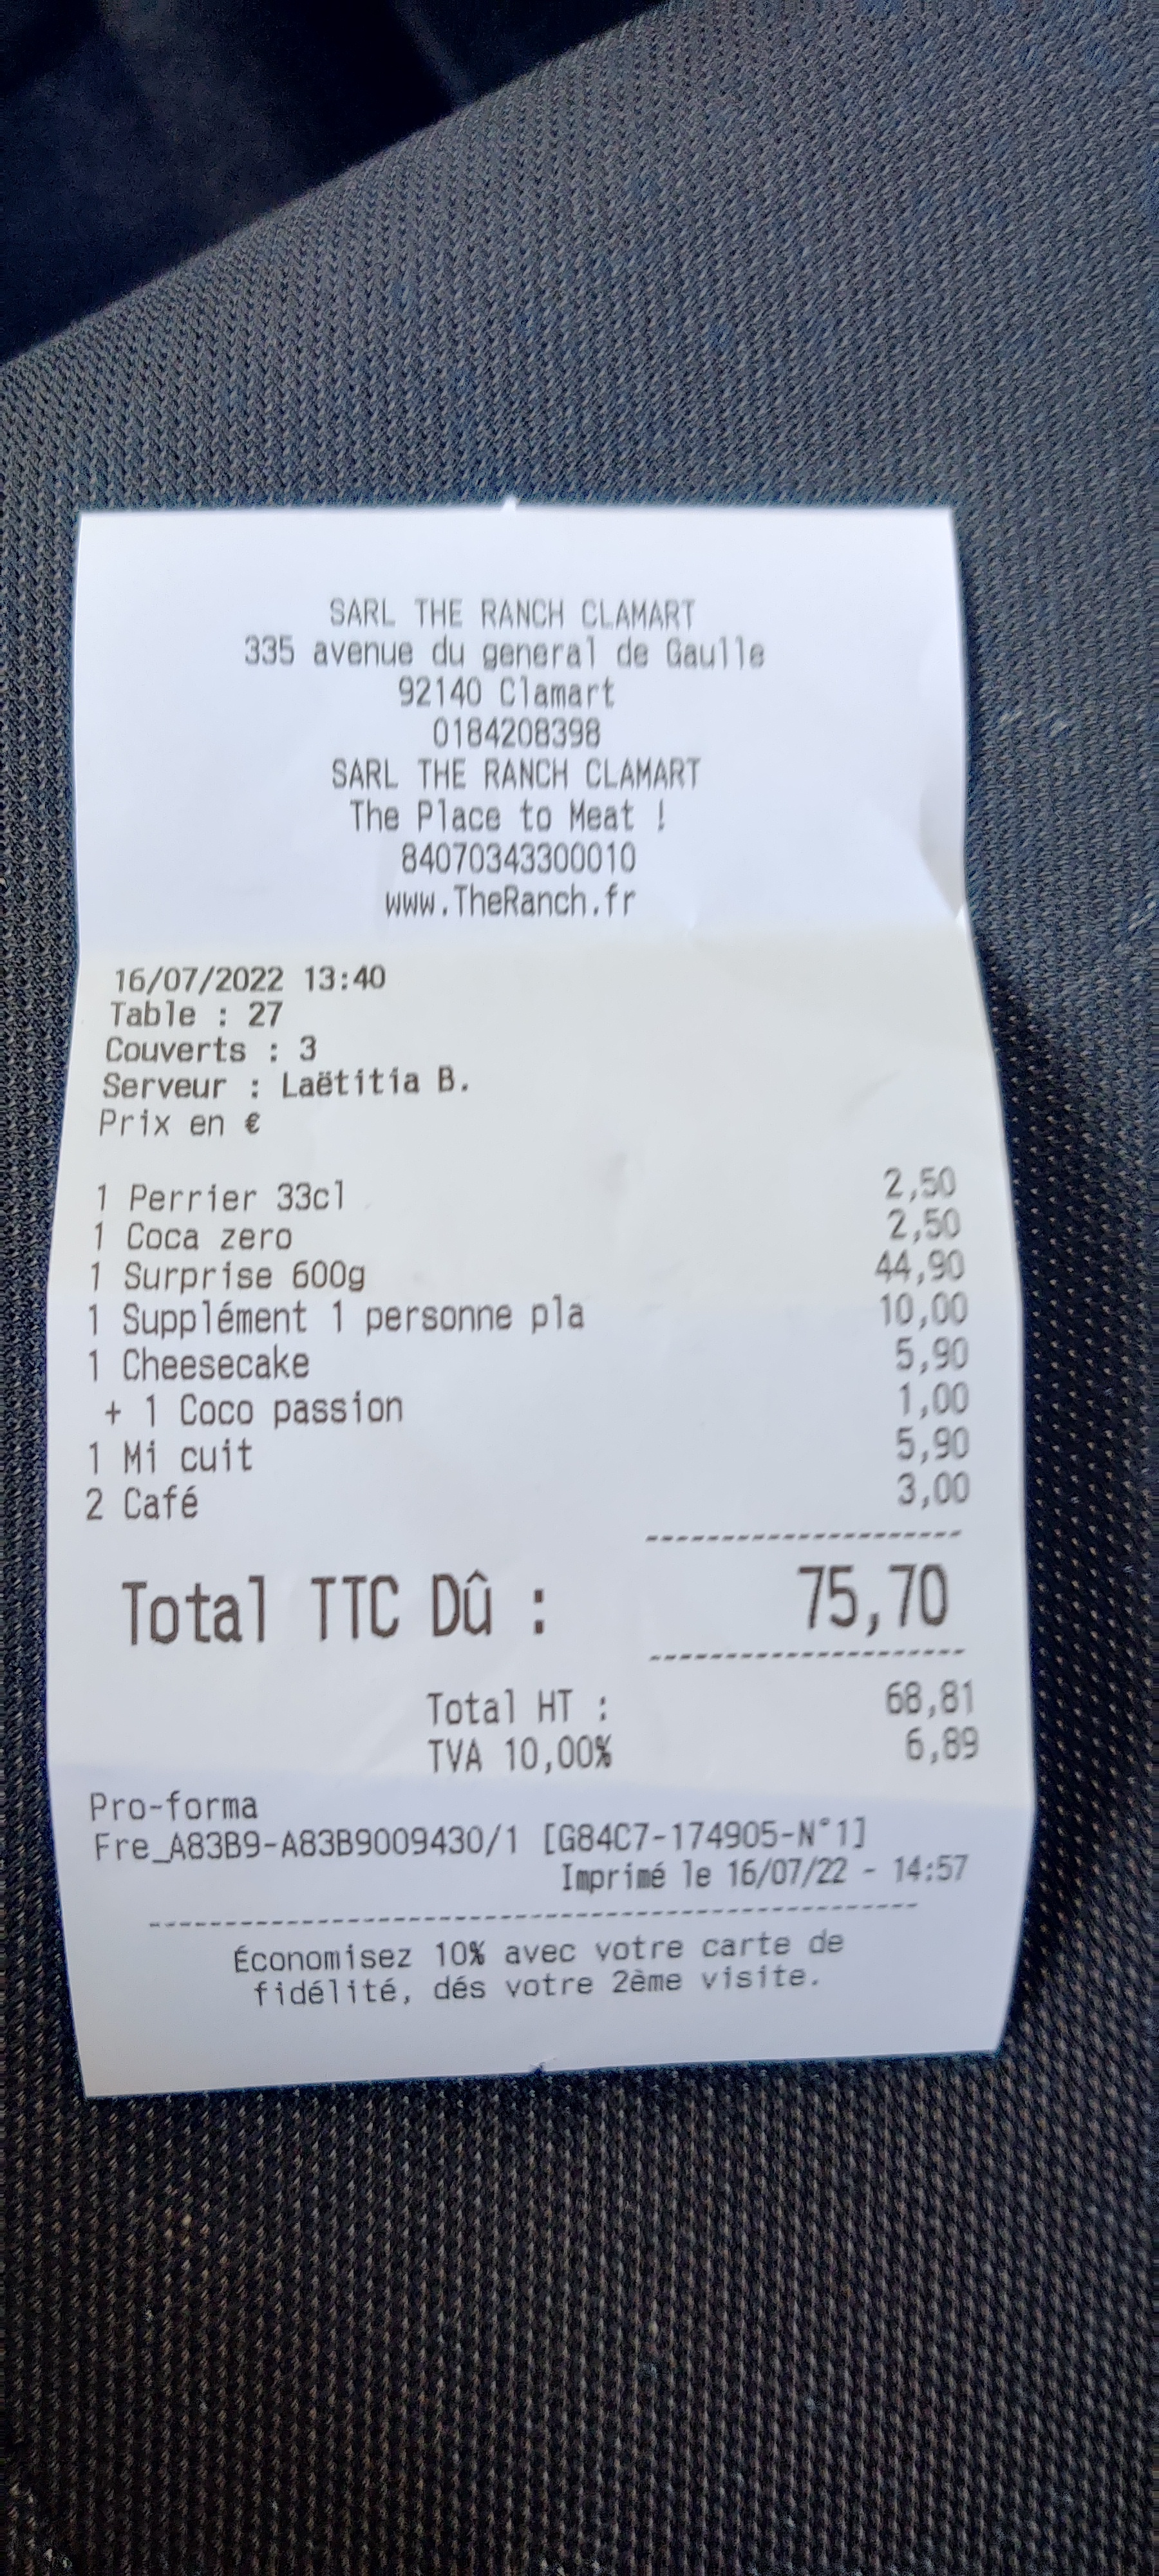 SARL THE RANCH CLAMART
335 avenue du general de Gaulle
92140 Clamart
0184208398
SARL THE RANCH CLAMART
The Place to Meat !
84070343300010
www.TheRanch.fr
16/07/2022 13:40
Table : 27
Couverts : 3
Serveur : Laëtitia B.
Prix en €
1 Perrier 33cl 2,50
1 Coca zero 2,50
1 Surprise 600g 44,90
1 Supplément 1 personne pla 10,00
1 Cheesecake 5,90
+ 1 Coco passion 1,00
1 Mi cuit 5,90
2 Café 3,00
Total TTC Dû : 75,70
Total HT : 68,81
TVA 10,00% 6,89
Pro-forma
Fre_A83B9-A83B9009430/1 [G84C7-174905-N°1]
Imprimé le 16/07/22 - 14:57
Économisez 10% avec votre carte de
fidélité, dés votre 2ème visite.